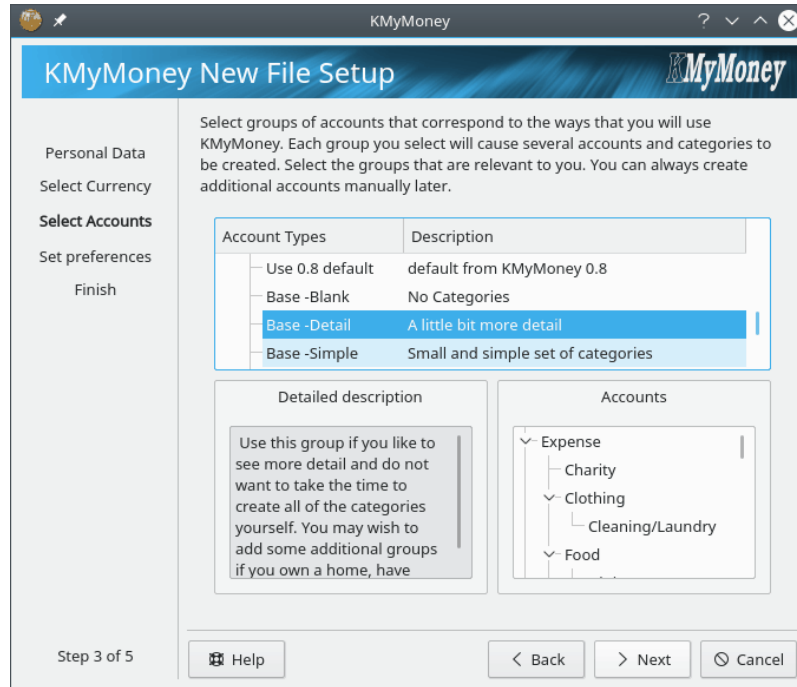 KMyMoney
KMyMoney New File Setup
KMyMoney
Personal Data
Select Currency
Select Accounts
Set preferences
Finish
Step 3 of 5
Select groups of accounts that correspond to the ways that you will use
KMyMoney. Each group you select will cause several accounts and categories to
be created. Select the groups that are relevant to you. You can always create
additional accounts manually later.
Account Types Description
Use 0.8 default default from KMyMoney 0.8
Base -Blank No Categories
Base -Detail A little bit more detail
Base -Simple Small and simple set of categories
Detailed description
Use this group if you like to
see more detail and do not
want to take the time to
create all of the categories
yourself. You may wish to
add some additional groups
if you own a home, have
Accounts
Expense
Charity
Clothing
Cleaning/Laundry
Food
Help
Back
Next
Cancel